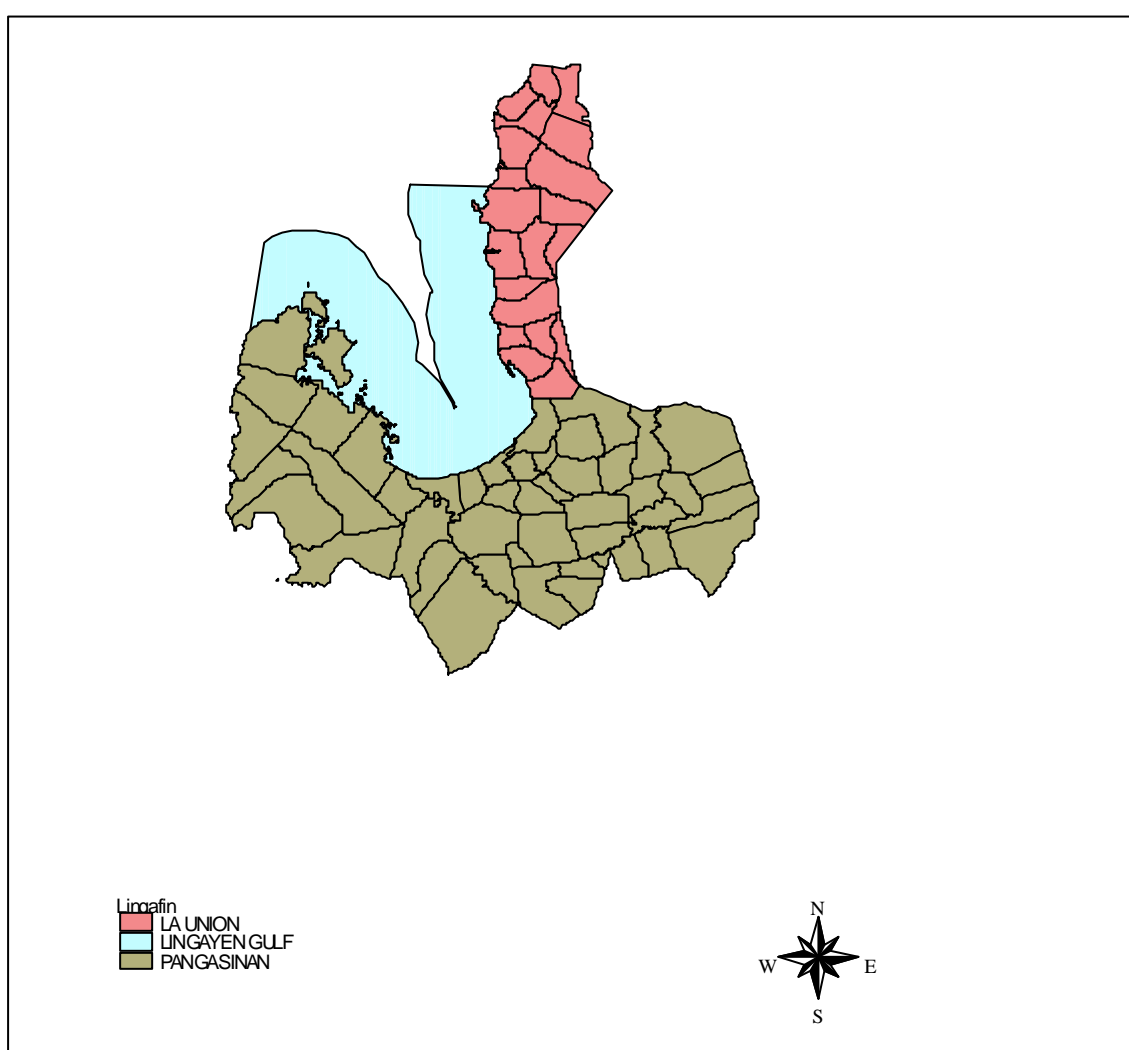 Lingafin
LA UNION
LINGAYEN GULF
PANGASINAN
N
W E
S